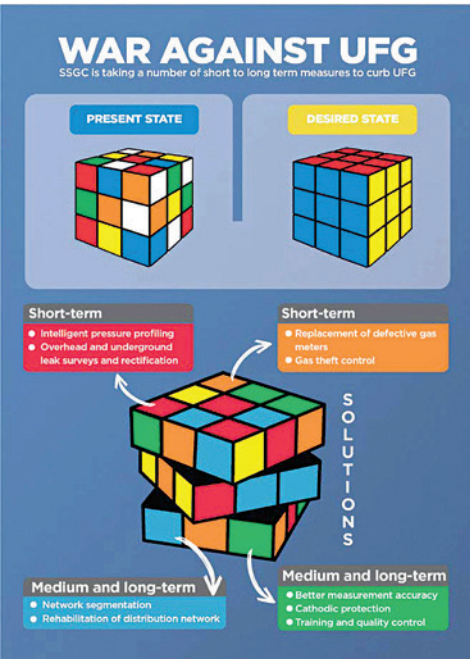 WAR AGAINST UFG
SSGC is taking a number of short to long term measures to curb UFG
PRESENT STATE
DESIRED STATE
Short-term
Intelligent pressure profiling
Overhead and underground
leak surveys and rectification
Short-term
Replacement of defective gas
meters
Gas theft control
SOLUTIONS
Medium and long-term
Network segmentation
Rehabilitation of distribution network
Medium and long-term
Better measurement accuracy
Cathodic protection
Training and quality control